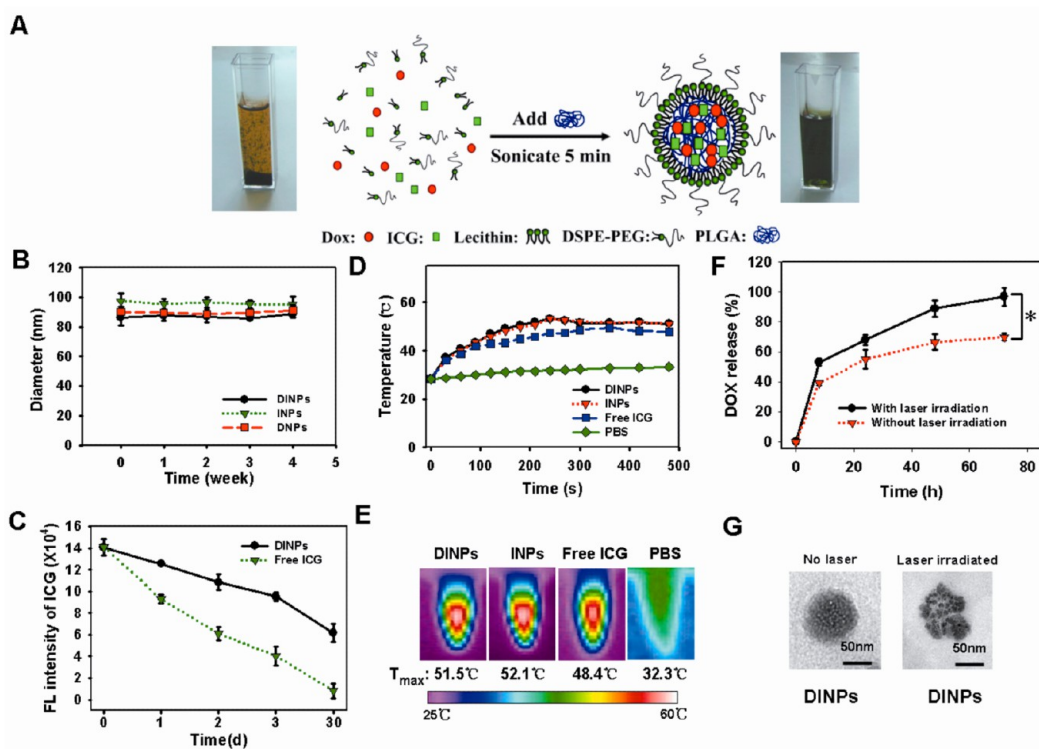 A
Add
Sonicate 5 min
Dox: ICG: Lecithin: DSPE-PEG: PLGA:
B
Diameter (nm)
120
100
80
60
40
20
0
DINPs
INPs
DNPs
0 1 2 3 4 5
Time (week)
D
Temperature (℃)
80
60
40
20
0
DINPs
INPs
Free ICG
PBS
0 100 200 300 400 500
Time (s)
F
DOX release (%)
120
100
80
60
40
20
0
*
With laser irradiation
Without laser irradiation
0 20 40 60 80
Time (h)
C
FL intensity of ICG (X10⁴)
16
14
12
10
8
6
4
2
0
DINPs
Free ICG
0 1 2 3 30
Time(d)
E
DINPs INPs Free ICG PBS
Tmax: 51.5℃ 52.1℃ 48.4℃ 32.3℃
25℃ 60℃
G
No laser Laser irradiated
50nm 50nm
DINPs DINPs